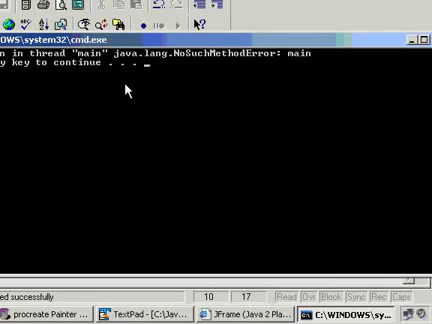 OWS\system32\cmd.exe
n in thread "main" java.lang.NoSuchMethodError: main
y key to continue . . . _
ed successfully 10 17 Read Ovr Block Sync Rec Caps
procreate Painter ... TextPad - [C:\Jav... JFrame (Java 2 Pla... C:\WINDOWS\sy...